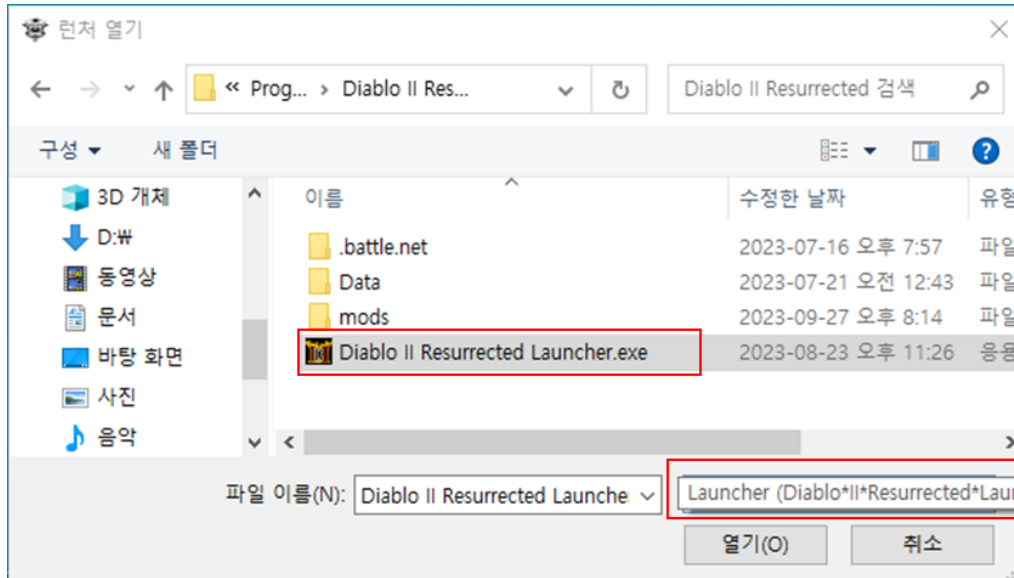 런처 열기
« Prog... › Diablo II Res...
Diablo II Resurrected 검색
구성 새 폴더
이름 수정한 날짜 유형
3D 개체
D:₩
동영상
문서
바탕 화면
사진
음악
.battle.net 2023-07-16 오후 7:57 파일
Data 2023-07-21 오전 12:43 파일
mods 2023-09-27 오후 8:14 파일
Diablo II Resurrected Launcher.exe 2023-08-23 오후 11:26 응용
파일 이름(N): Diablo II Resurrected Launche
Launcher (Diablo*II*Resurrected*Lau
열기(O) 취소